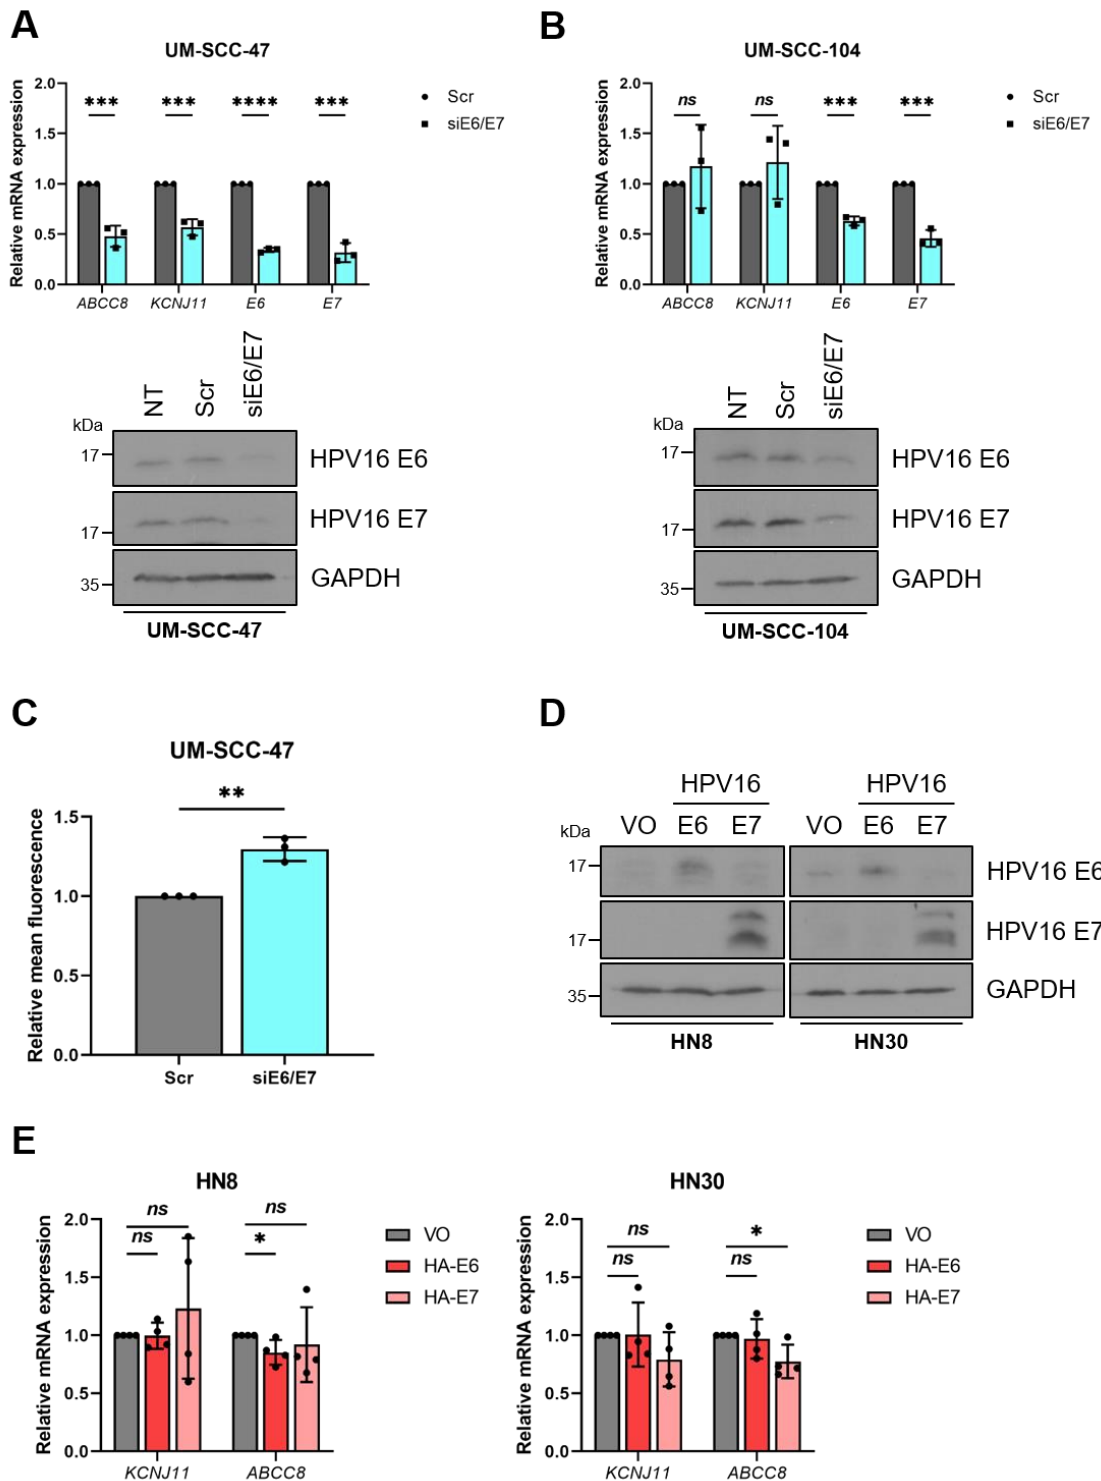 A
UM-SCC-47
Relative mRNA expression
2.0
1.5
1.0
0.5
0.0
*** *** **** ***
Scr
siE6/E7
ABCC8 KCNJ11 E6 E7
NT Scr siE6/E7
kDa
17 HPV16 E6
17 HPV16 E7
35 GAPDH
UM-SCC-47
B
UM-SCC-104
Relative mRNA expression
2.0
1.5
1.0
0.5
0.0
ns ns *** ***
Scr
siE6/E7
ABCC8 KCNJ11 E6 E7
NT Scr siE6/E7
kDa
17 HPV16 E6
17 HPV16 E7
35 GAPDH
UM-SCC-104
C
UM-SCC-47
Relative mean fluorescence
1.5
1.0
0.5
0.0
**
Scr siE6/E7
D
HPV16 HPV16
kDa VO E6 E7 VO E6 E7
17 HPV16 E6
17 HPV16 E7
35 GAPDH
HN8 HN30
E
HN8
Relative mRNA expression
2.0
1.5
1.0
0.5
0.0
ns ns
ns *
VO
HA-E6
HA-E7
KCNJ11 ABCC8
HN30
Relative mRNA expression
2.0
1.5
1.0
0.5
0.0
ns *
ns ns
VO
HA-E6
HA-E7
KCNJ11 ABCC8